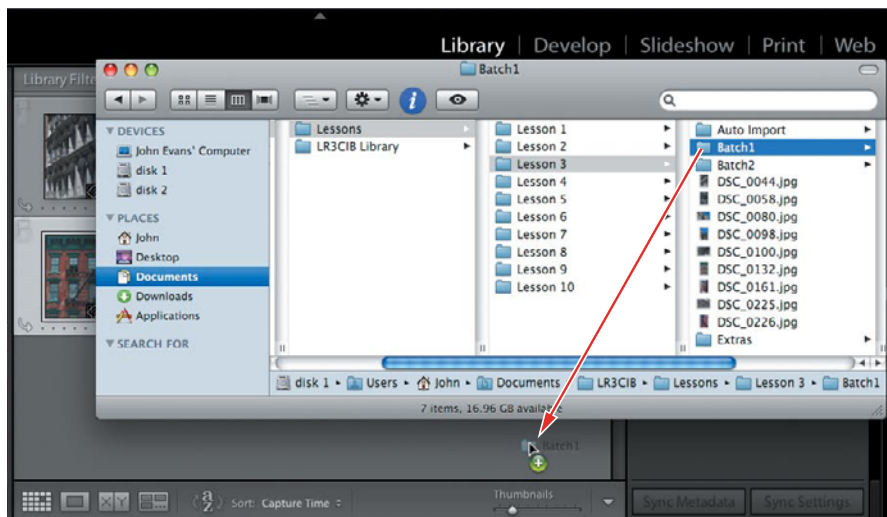 Library | Develop | Slideshow | Print | Web
Library Filte
Batch1
DEVICES
John Evans' Computer
disk 1
disk 2
PLACES
John
Desktop
Documents
Downloads
Applications
SEARCH FOR
Lessons
LR3CIB Library
Lesson 1
Lesson 2
Lesson 3
Lesson 4
Lesson 5
Lesson 6
Lesson 7
Lesson 8
Lesson 9
Lesson 10
Auto Import
Batch1
Batch2
DSC_0044.jpg
DSC_0058.jpg
DSC_0080.jpg
DSC_0098.jpg
DSC_0100.jpg
DSC_0132.jpg
DSC_0161.jpg
DSC_0225.jpg
DSC_0226.jpg
Extras
disk 1 ▸ Users ▸ John ▸ Documents ▸ LR3CIB ▸ Lessons ▸ Lesson 3 ▸ Batch1
7 items, 16.96 GB available
Batch1
XY
a z Sort: Capture Time
Thumbnails
Sync Metadata
Sync Settings